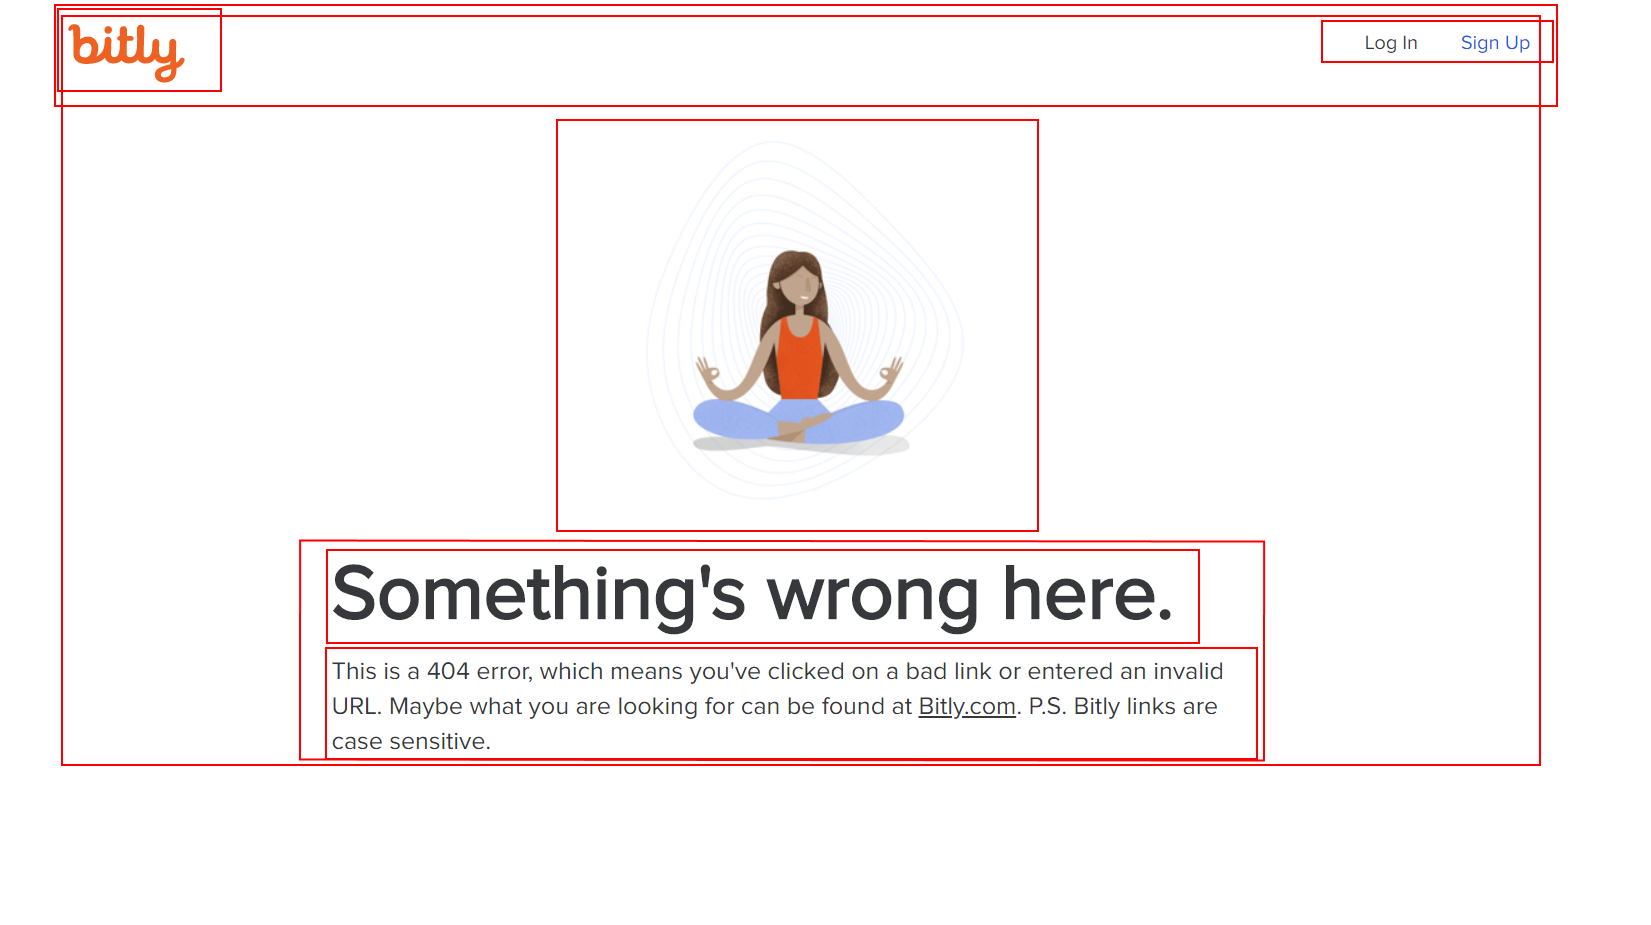 bitly
Log In
Sign Up
Something's wrong here.
This is a 404 error, which means you've clicked on a bad link or entered an invalid
URL. Maybe what you are looking for can be found at Bitly.com. P.S. Bitly links are
case sensitive.